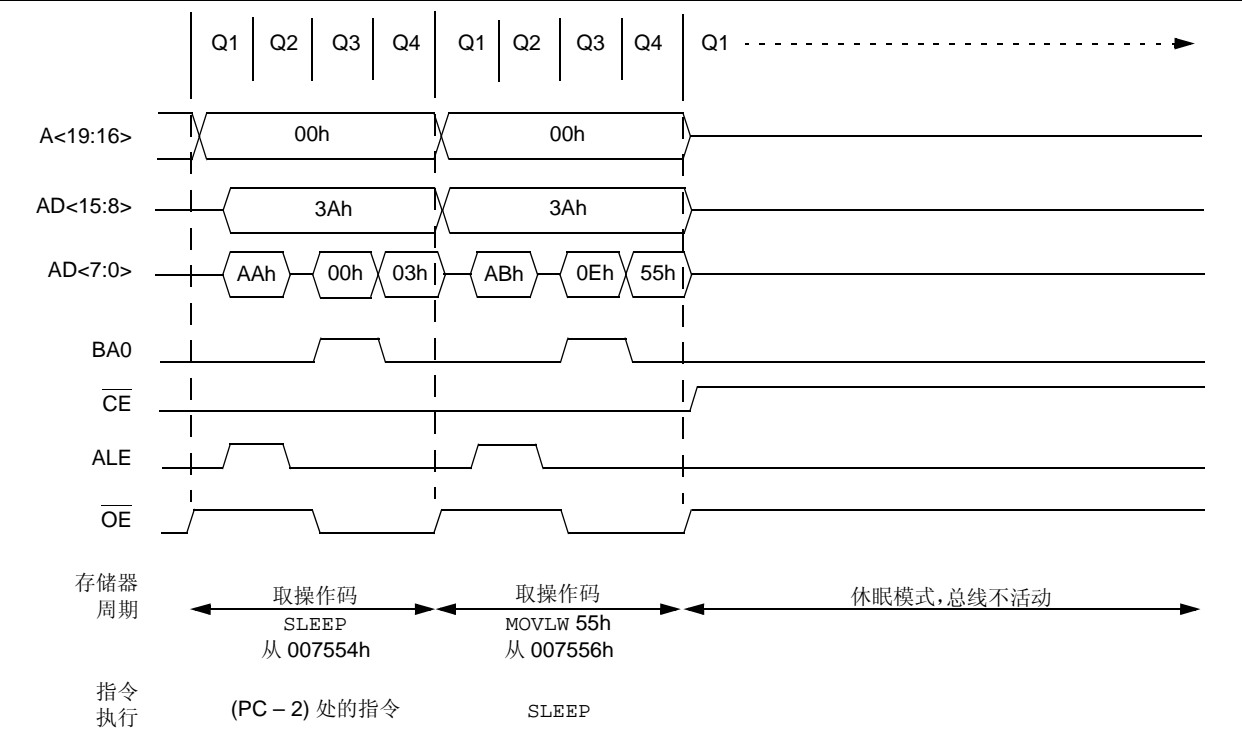 Q1 Q2 Q3 Q4 Q1 Q2 Q3 Q4 Q1
A<19:16> 00h 00h
AD<15:8> 3Ah 3Ah
AD<7:0> AAh 00h 03h ABh 0Eh 55h
BA0
CE
ALE
OE
存储器
周期
取操作码
SLEEP
从 007554h
取操作码
MOVLW 55h
从 007556h
休眠模式,总线不活动
指令
执行
(PC – 2) 处的指令
SLEEP